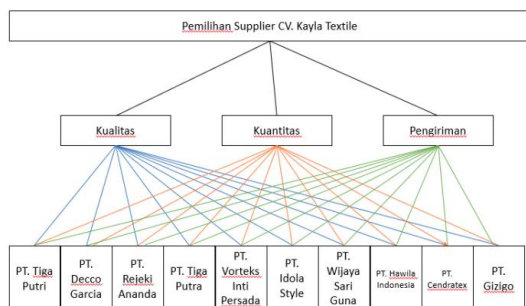 Pemilihan Supplier CV. Kayla Textile
Kualitas
Kuantitas
Pengiriman
PT. Tiga
Putri
PT.
Decco
Garcia
PT.
Rejeki
Ananda
PT. Tiga
Putra
PT.
Vorteks
Inti
Persada
PT.
Idola
Style
PT.
Wijaya
Sari
Guna
PT. Hawila
Indonesia
PT.
Cendratex
PT.
Gizigo